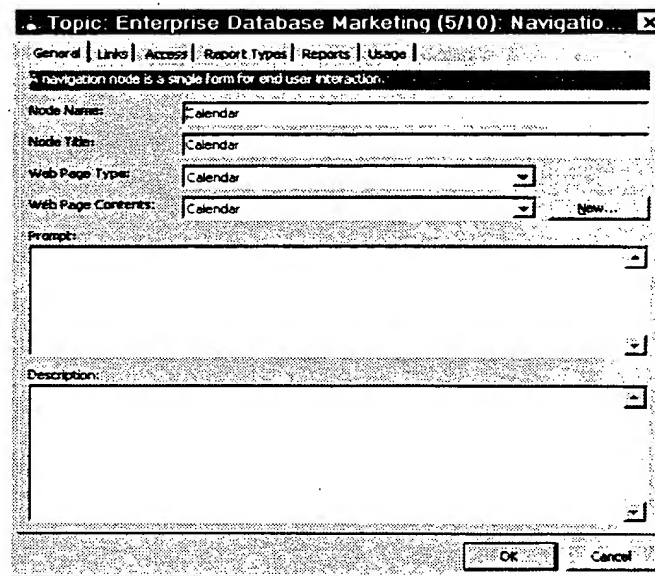 Topic: Enterprise Database Marketing (5/10): Navigatio...
General Links Access Report Types Reports Usage
A navigation node is a single form for end user interaction.
Node Name: Calendar
Node Title: Calendar
Web Page Type: Calendar
Web Page Contents: Calendar New...
Prompt:
Description:
OK Cancel